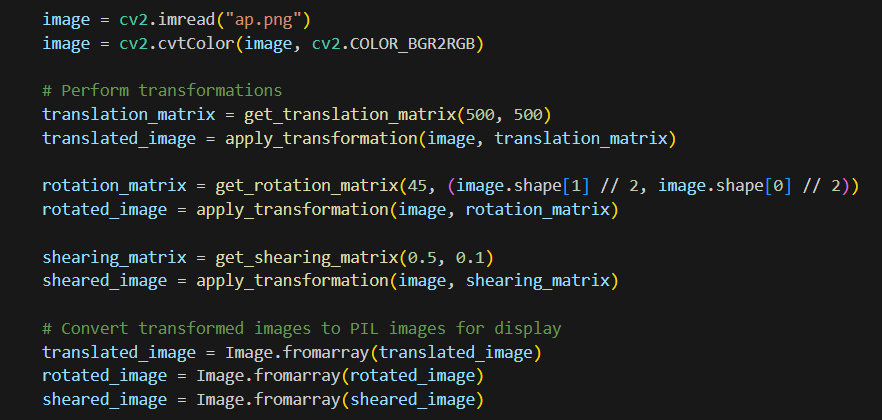 image = cv2.imread("ap.png")
image = cv2.cvtColor(image, cv2.COLOR_BGR2RGB)

# Perform transformations
translation_matrix = get_translation_matrix(500, 500)
translated_image = apply_transformation(image, translation_matrix)

rotation_matrix = get_rotation_matrix(45, (image.shape[1] // 2, image.shape[0] // 2))
rotated_image = apply_transformation(image, rotation_matrix)

shearing_matrix = get_shearing_matrix(0.5, 0.1)
sheared_image = apply_transformation(image, shearing_matrix)

# Convert transformed images to PIL images for display
translated_image = Image.fromarray(translated_image)
rotated_image = Image.fromarray(rotated_image)
sheared_image = Image.fromarray(sheared_image)